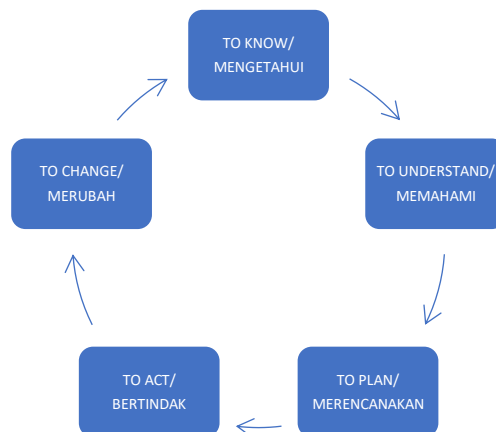 TO KNOW/
MENGETAHUI
TO UNDERSTAND/
MEMAHAMI
TO PLAN/
MERENCANAKAN
TO ACT/
BERTINDAK
TO CHANGE/
MERUBAH